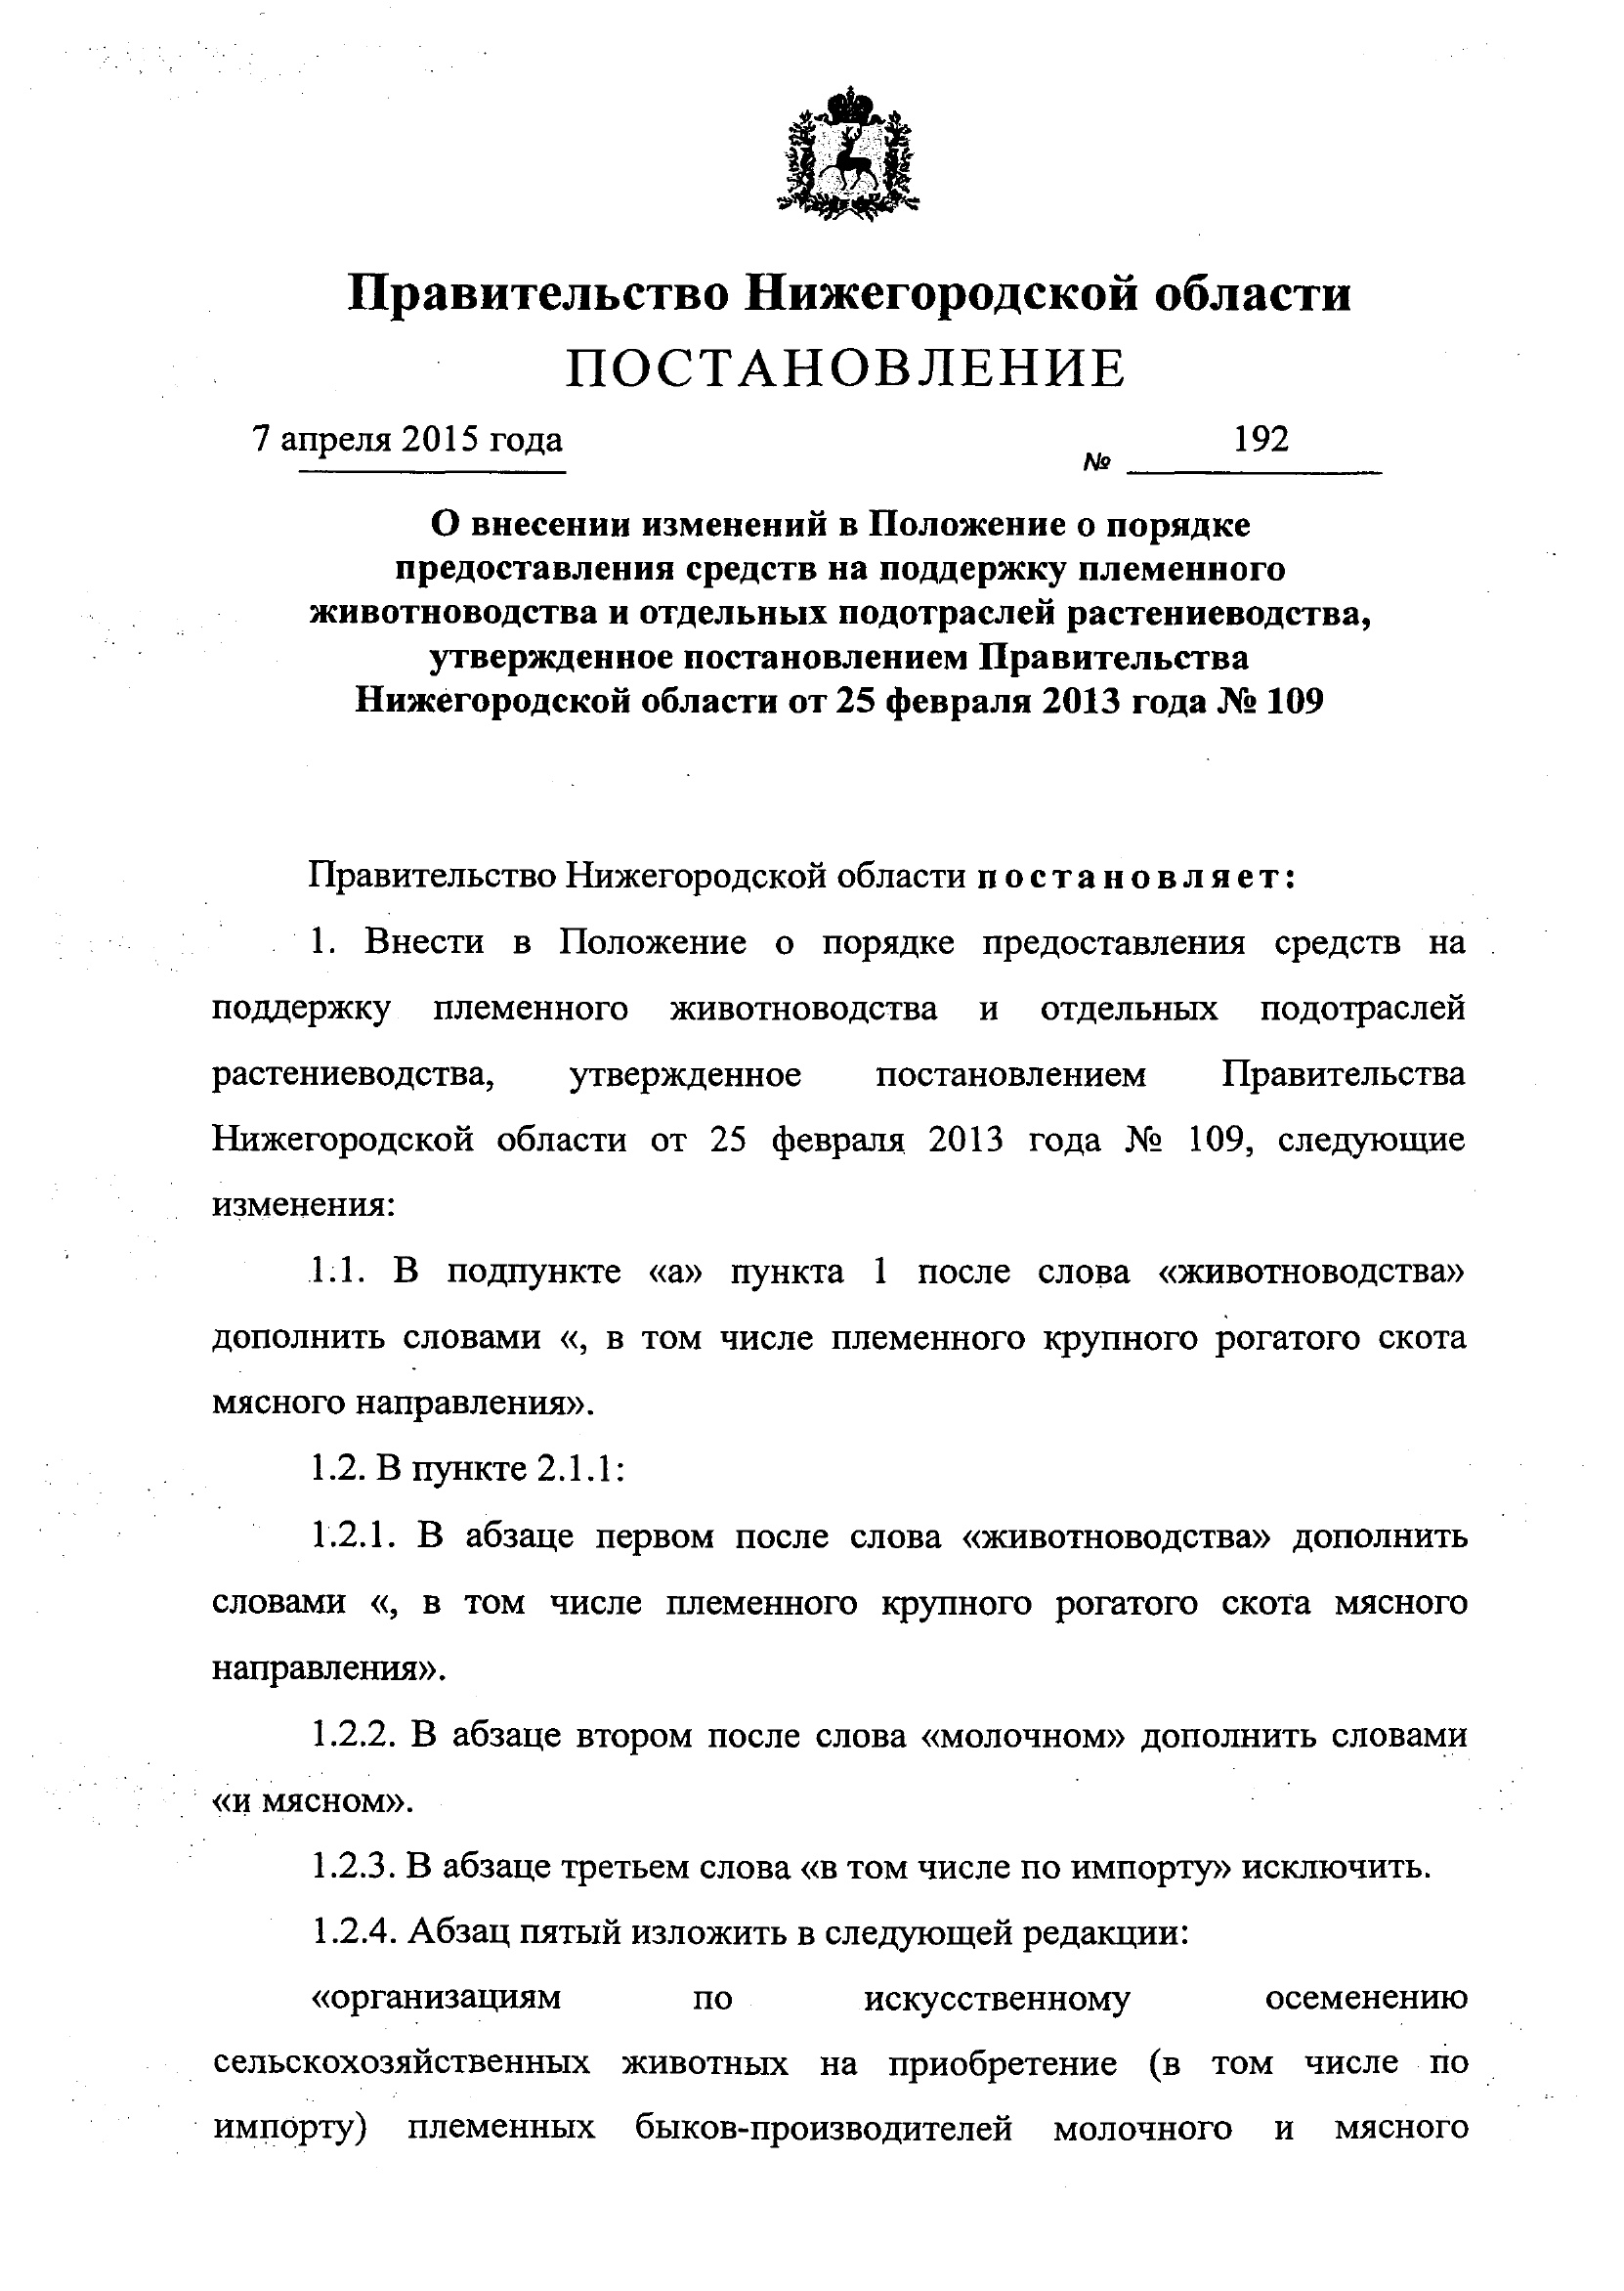 Правительство Нижегородской области
ПОСТАНОВЛЕНИЕ
7 апреля 2015 года
№ 192
О внесении изменений в Положение о порядке
предоставления средств на поддержку племенного
животноводства и отдельных подотраслей растениеводства,
утвержденное постановлением Правительства
Нижегородской области от 25 февраля 2013 года № 109
Правительство Нижегородской области постановляет:
1. Внести в Положение о порядке предоставления средств на
поддержку племенного животноводства и отдельных подотраслей
растениеводства, утвержденное постановлением Правительства
Нижегородской области от 25 февраля 2013 года № 109, следующие
изменения:
1.1. В подпункте «а» пункта 1 после слова «животноводства»
дополнить словами «, в том числе племенного крупного рогатого скота
мясного направления».
1.2. В пункте 2.1.1:
1.2.1. В абзаце первом после слова «животноводства» дополнить
словами «, в том числе племенного крупного рогатого скота мясного
направления».
1.2.2. В абзаце втором после слова «молочном» дополнить словами
«и мясном».
1.2.3. В абзаце третьем слова «в том числе по импорту» исключить.
1.2.4. Абзац пятый изложить в следующей редакции:
«организациям по искусственному осеменению
сельскохозяйственных животных на приобретение (в том числе по
импорту) племенных быков-производителей молочного и мясного